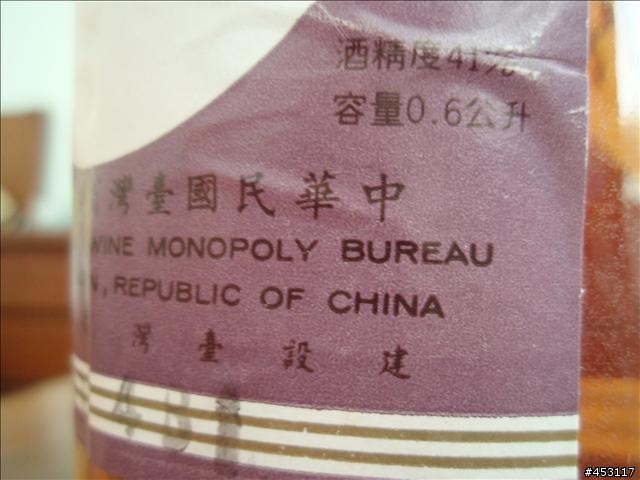 酒精度41%
容量0.6公升
中華民國臺灣
WINE MONOPOLY BUREAU
N, REPUBLIC OF CHINA
建設臺灣
#453117